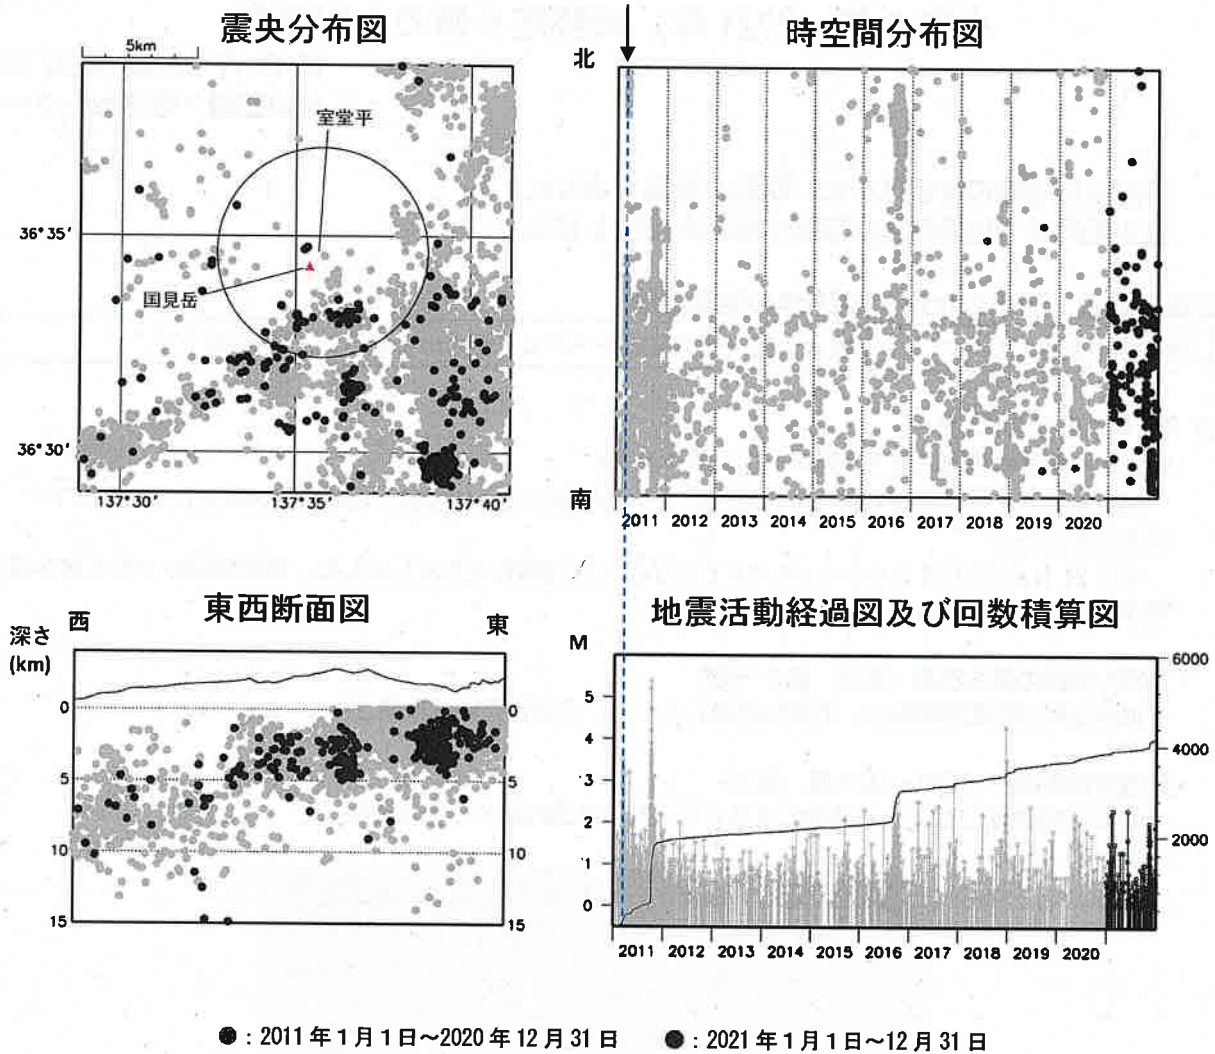 震央分布図
5km
室堂平
国見岳
36°35′
36°30′
137°30′
137°35′
137°40′
時空間分布図
北
南
2011 2012 2013 2014 2015 2016 2017 2018 2019 2020
東西断面図
西
東
深さ
(km)
0
5
10
15
0
5
10
15
地震活動経過図及び回数積算図
M
5
4
3
2
1
0
6000
4000
2000
2011 2012 2013 2014 2015 2016 2017 2018 2019 2020
●：2011年1月1日～2020年12月31日 ●：2021年1月1日～12月31日